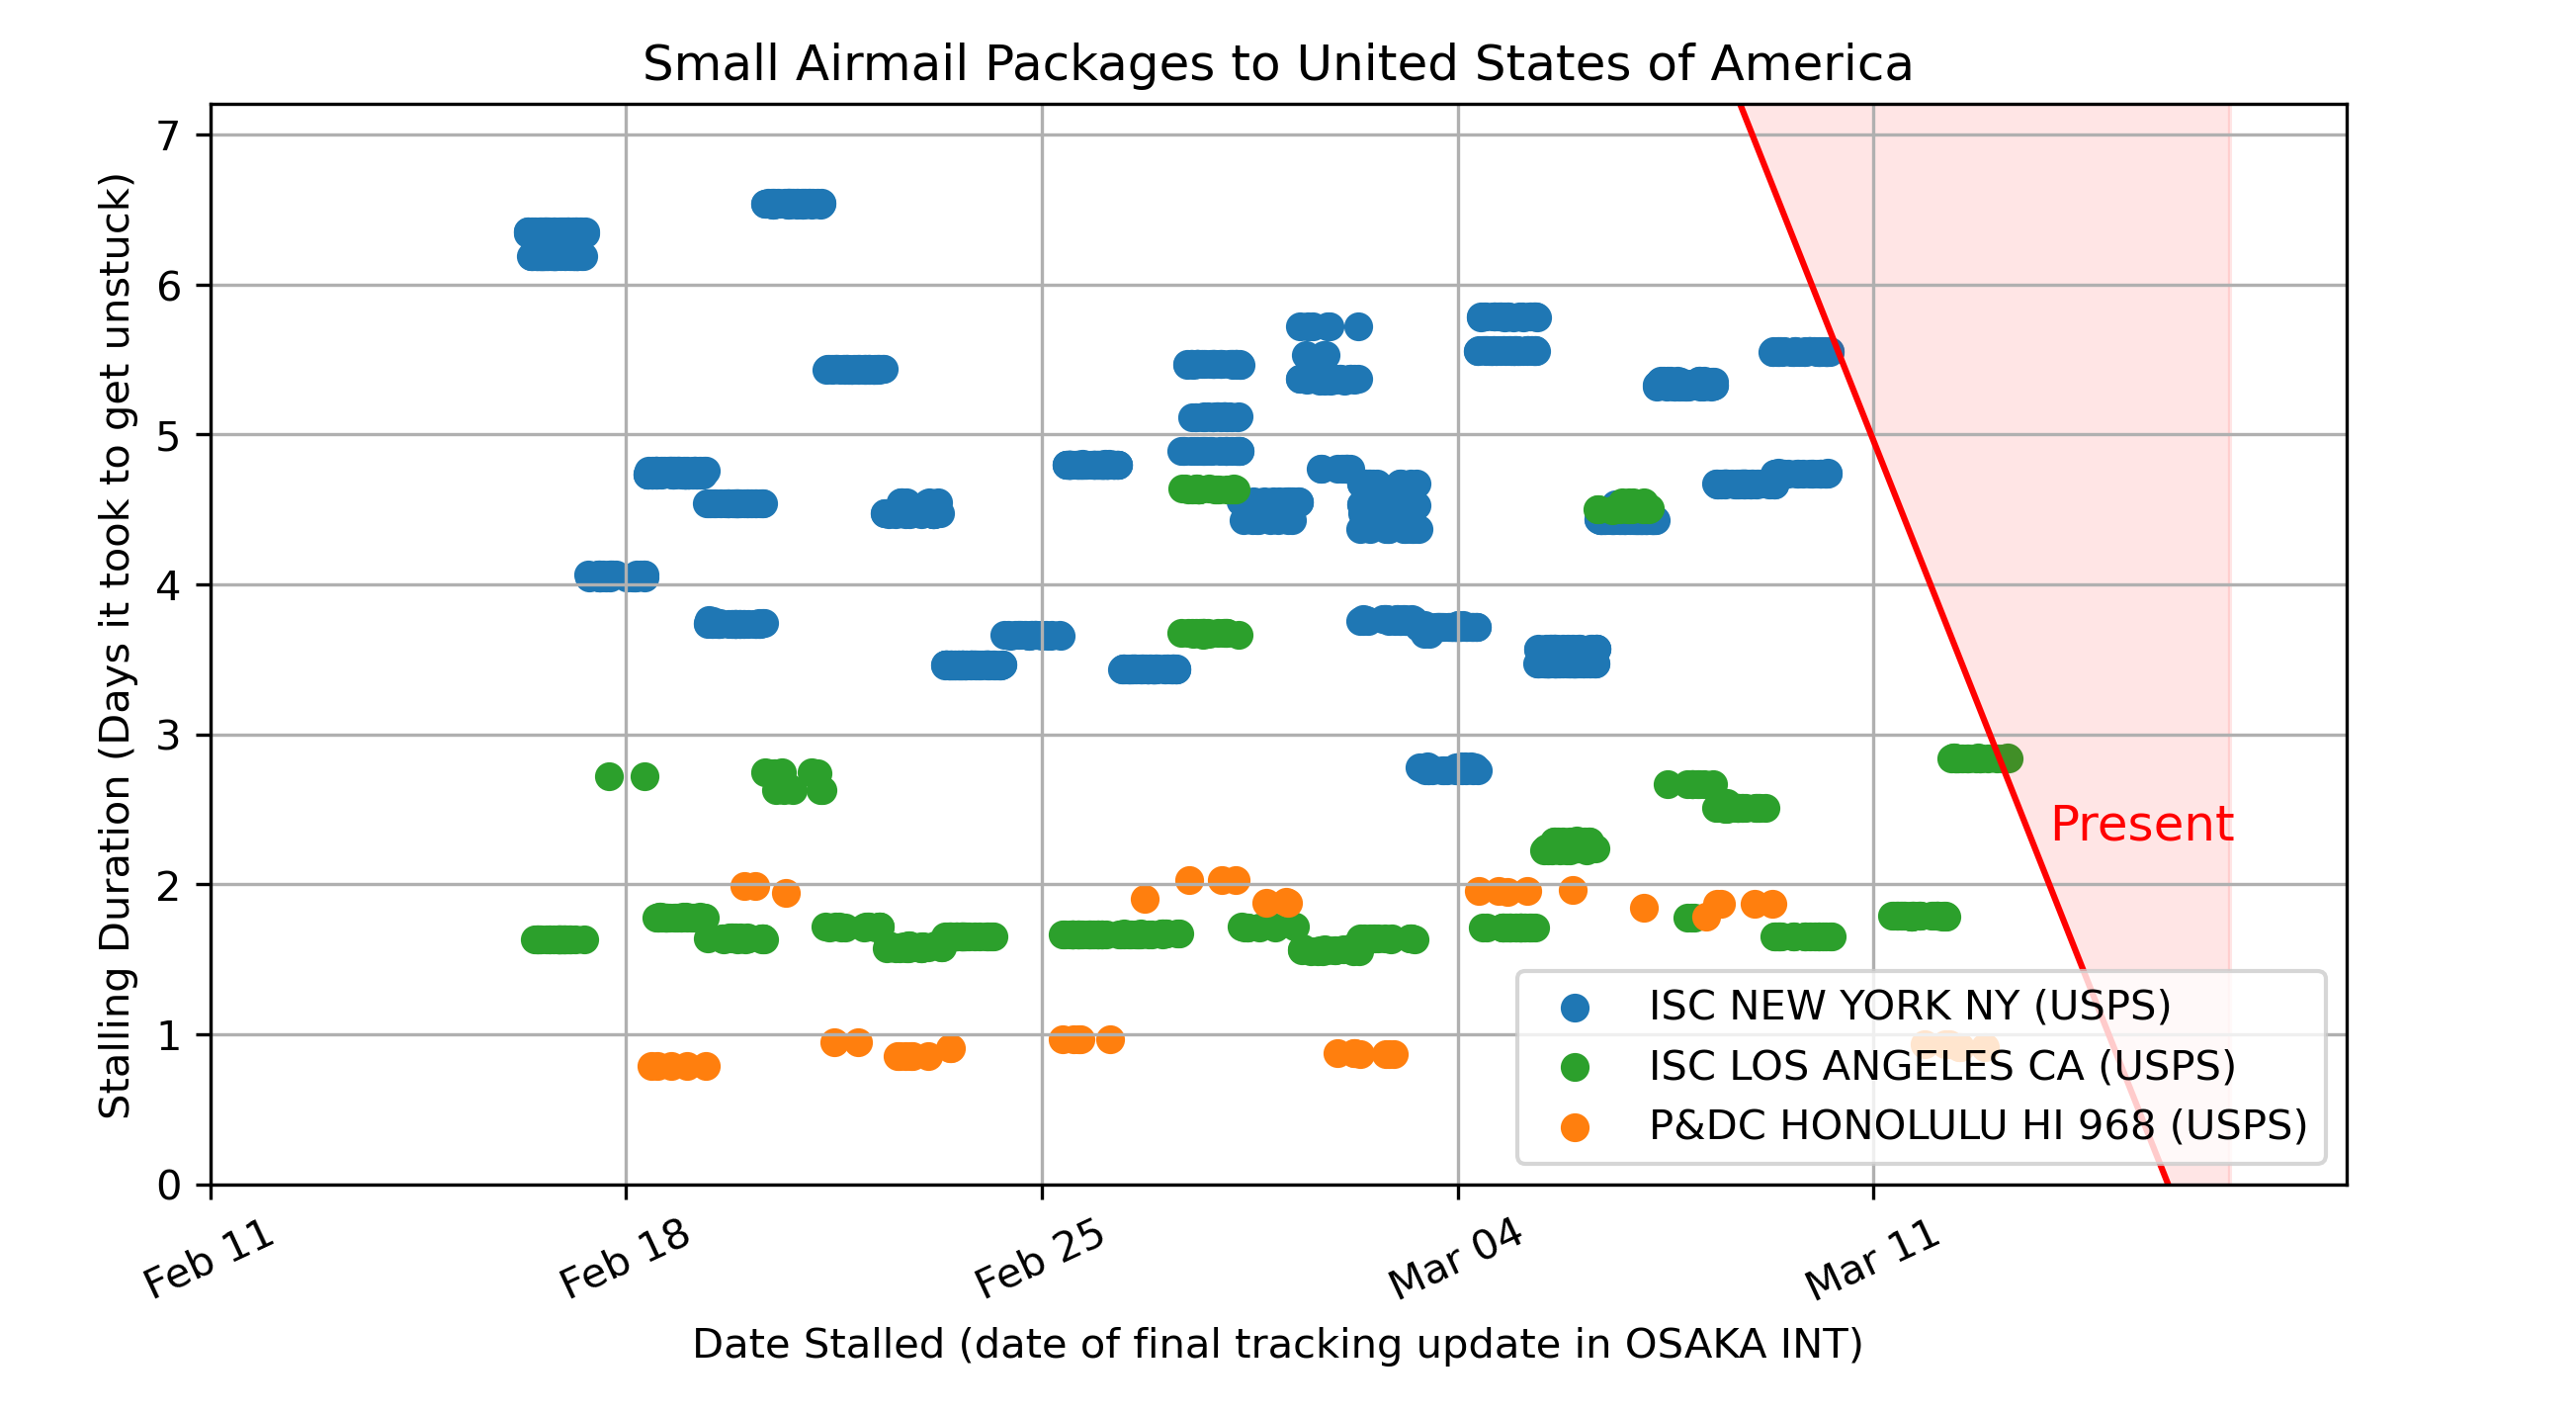 Small Airmail Packages to United States of America
Stalling Duration (Days it took to get unstuck)
7
6
5
4
3
2
1
0
Present
ISC NEW YORK NY (USPS)
ISC LOS ANGELES CA (USPS)
P&DC HONOLULU HI 968 (USPS)
Feb 11
Feb 18
Feb 25
Mar 04
Mar 11
Date Stalled (date of final tracking update in OSAKA INT)